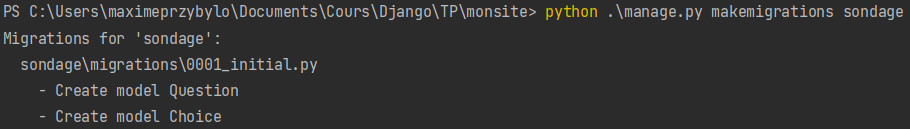 PS C:\Users\maximeprzybylo\Documents\Cours\Django\TP\monsite> python .\manage.py makemigrations sondage
Migrations for 'sondage':
  sondage\migrations\0001_initial.py
    - Create model Question
    - Create model Choice